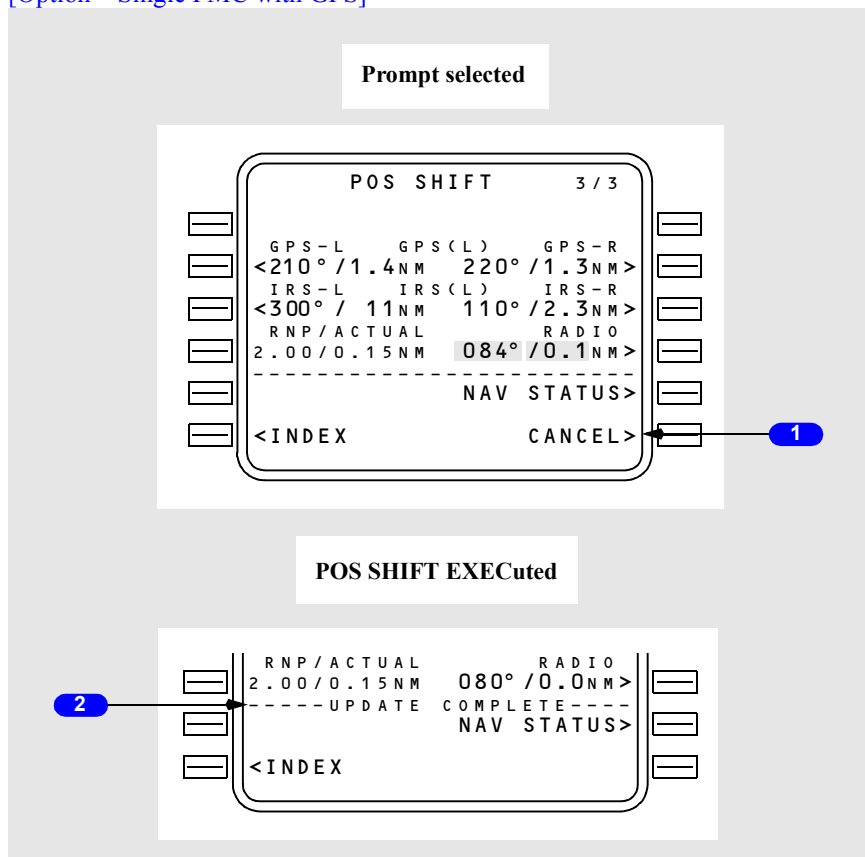 [Option - Single FMC with GPS]
Prompt selected
POS SHIFT 3/3
GPS-L GPS(L) GPS-R
<210°/1.4NM 220°/1.3NM>
IRS-L IRS(L) IRS-R
<300°/ 11NM 110°/2.3NM>
RNP/ACTUAL RADIO
2.00/0.15NM 084°/0.1NM>
------------------------
NAV STATUS>
<INDEX CANCEL>
1
POS SHIFT EXECuted
RNP/ACTUAL RADIO
2.00/0.15NM 080°/0.0NM>
2
-----UPDATE COMPLETE----
NAV STATUS>
<INDEX